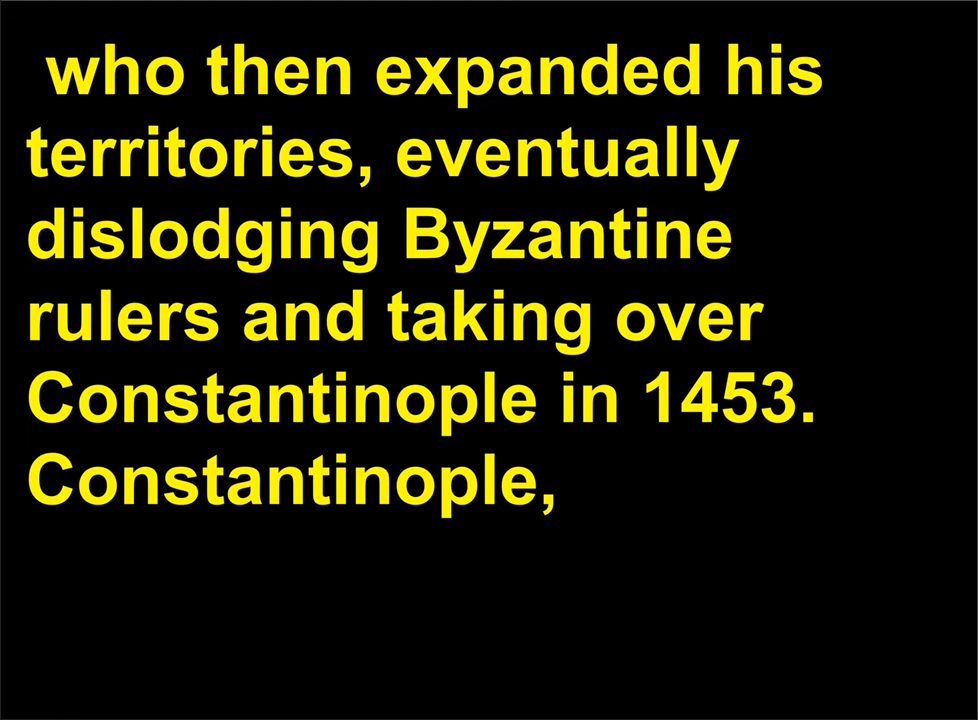 who then expanded his
territories, eventually
dislodging Byzantine
rulers and taking over
Constantinople in 1453.
Constantinople,